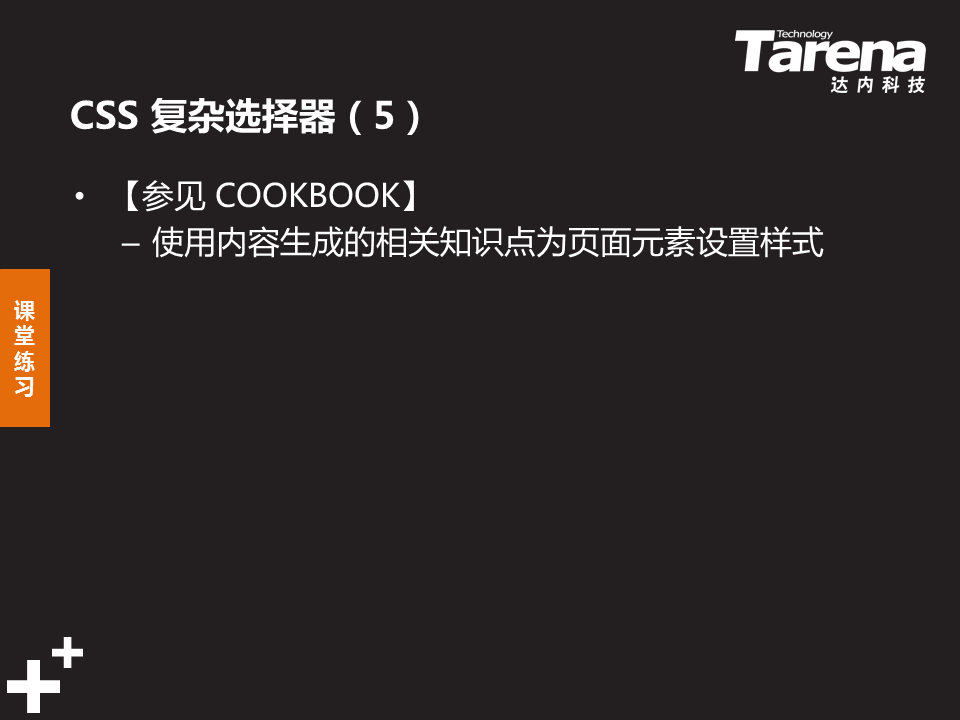 Technology
Tarena
达内科技
CSS 复杂选择器（5）
• 【参见 COOKBOOK】
– 使用内容生成的相关知识点为页面元素设置样式
课
堂
练
习